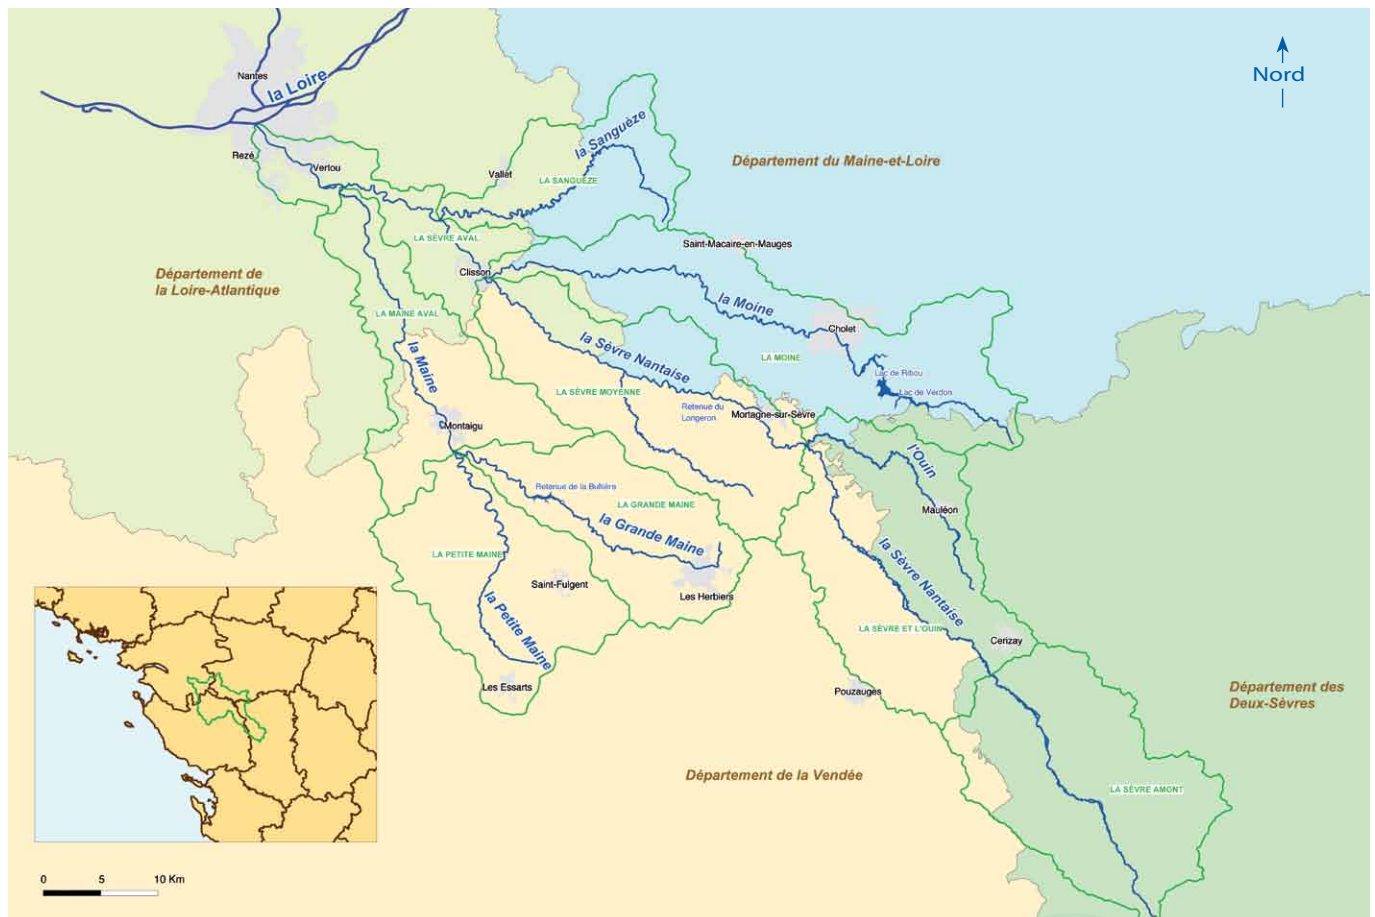 Nord
Nantes
la Loire
Rezé
Vertou
Vallet
la Sanguèze
LA SANGUÈZE
Département du Maine-et-Loire
LA SÈVRE AVAL
Saint-Macaire-en-Mauges
Clisson
Département de
la Loire-Atlantique
LA MAINE AVAL
la Moine
Cholet
la Maine
la Sèvre Nantaise
LA MOINE
Lac de Ribou
Lac de Verdon
LA SÈVRE MOYENNE
Retenue du
Longeron
Mortagne-sur-Sèvre
Montaigu
l'Ouin
Retenue de la Bultière
LA GRANDE MAINE
la Grande Maine
Mauléon
LA PETITE MAINE
Saint-Fulgent
la Petite Maine
Les Herbiers
la Sèvre Nantaise
LA SÈVRE ET L'OUIN
Cerizay
Les Essarts
Pouzauges
Département des
Deux-Sèvres
Département de la Vendée
LA SÈVRE AMONT
0 5 10 Km